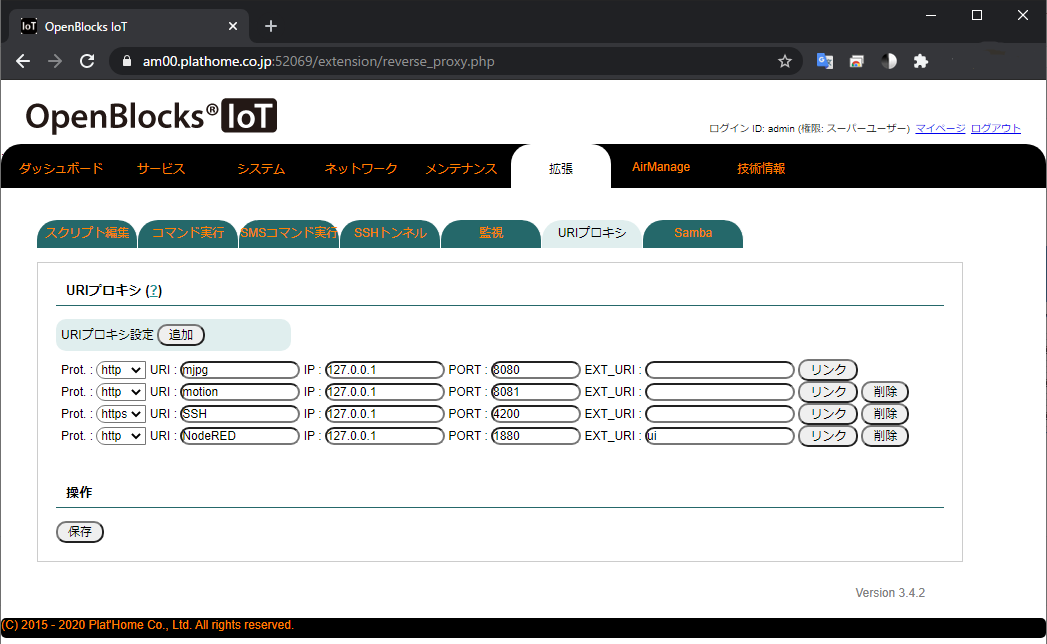 OpenBlocks IoT
am00.plathome.co.jp:52069/extension/reverse_proxy.php
OpenBlocks® IoT
ログイン ID: admin (権限: スーパーユーザー) マイページ ログアウト
ダッシュボード サービス システム ネットワーク メンテナンス 拡張 AirManage 技術情報
スクリプト編集 コマンド実行 SMSコマンド実行 SSHトンネル 監視 URIプロキシ Samba
URIプロキシ (?)
URIプロキシ設定 追加
Prot. : http URI : mjpg IP : 127.0.0.1 PORT : 8080 EXT_URI : リンク
Prot. : http URI : motion IP : 127.0.0.1 PORT : 8081 EXT_URI : リンク 削除
Prot. : https URI : SSH IP : 127.0.0.1 PORT : 4200 EXT_URI : リンク 削除
Prot. : http URI : NodeRED IP : 127.0.0.1 PORT : 1880 EXT_URI : ui リンク 削除
操作
保存
Version 3.4.2
(C) 2015 - 2020 Plat'Home Co., Ltd. All rights reserved.